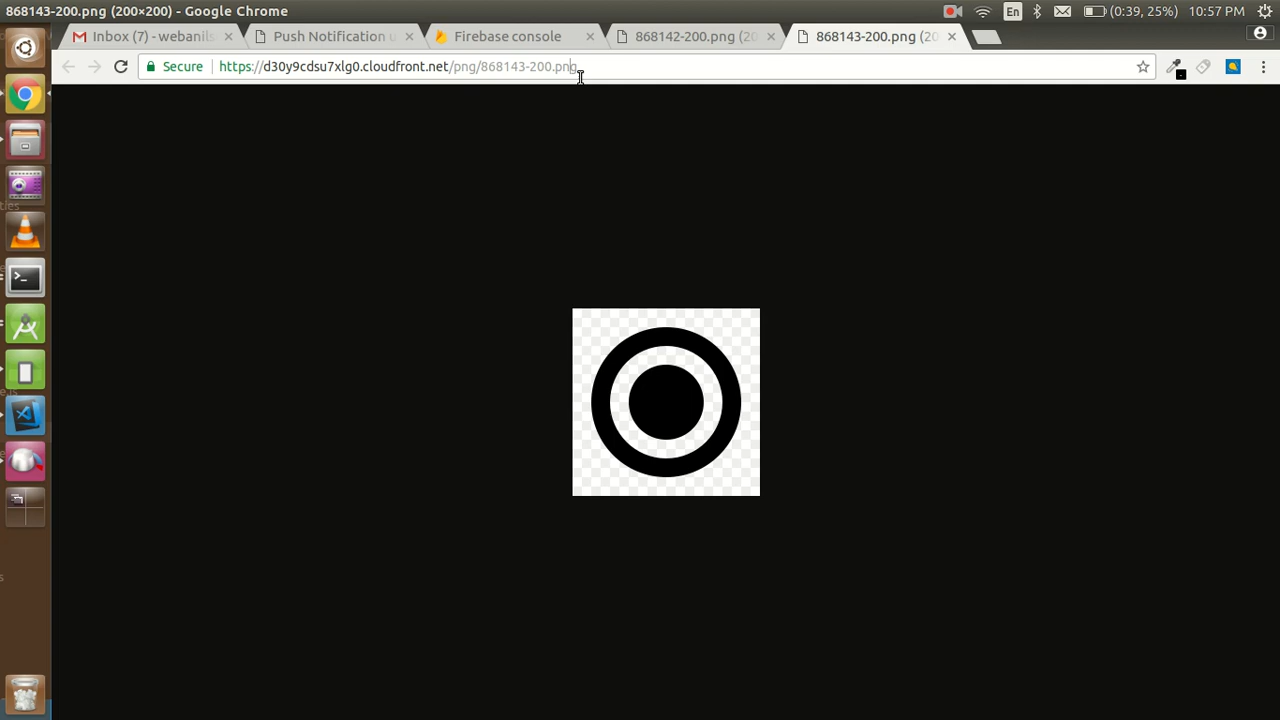 868143-200.png (200×200) - Google Chrome
En
(0:39, 25%)
10:57 PM
Inbox (7) - webanils
Push Notification u
Firebase console
868142-200.png (20
868143-200.png (20
Secure
https://d30y9cdsu7xlg0.cloudfront.net/png/868143-200.png
ties
e.js
e
s